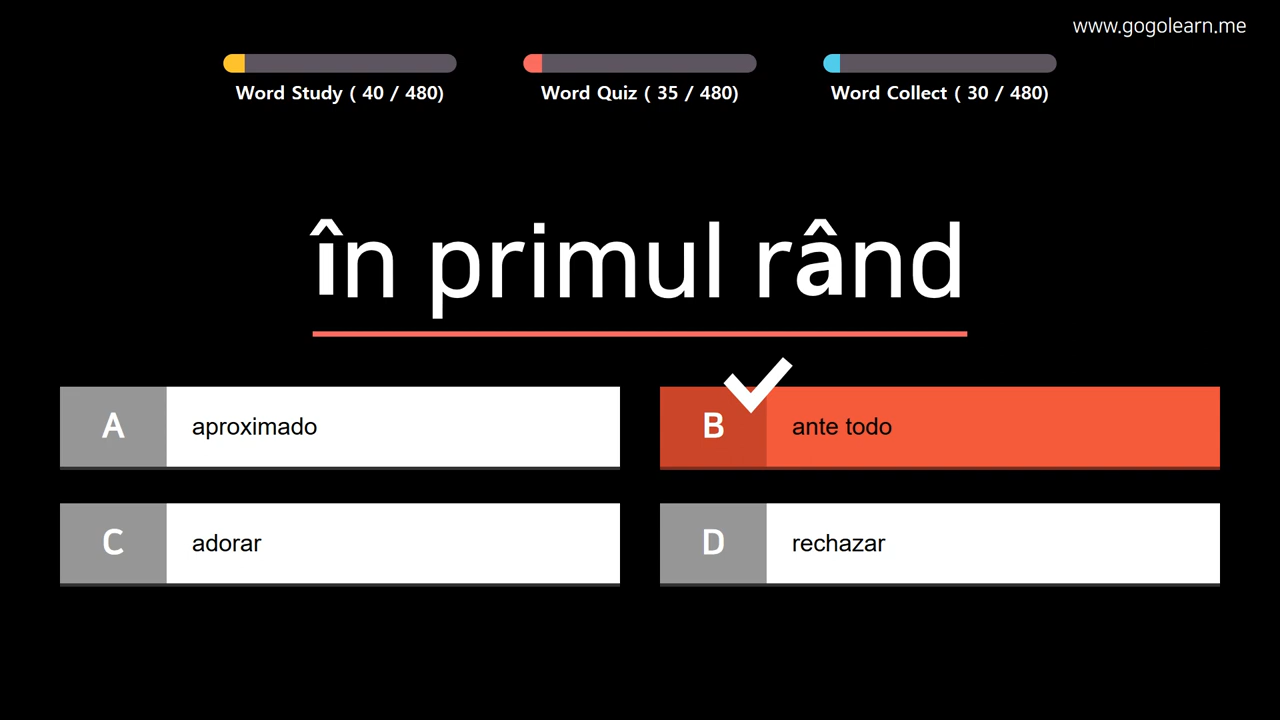 www.gogolearn.me
Word Study ( 40 / 480)
Word Quiz ( 35 / 480)
Word Collect ( 30 / 480)
în primul rând
A aproximado
B ante todo
C adorar
D rechazar